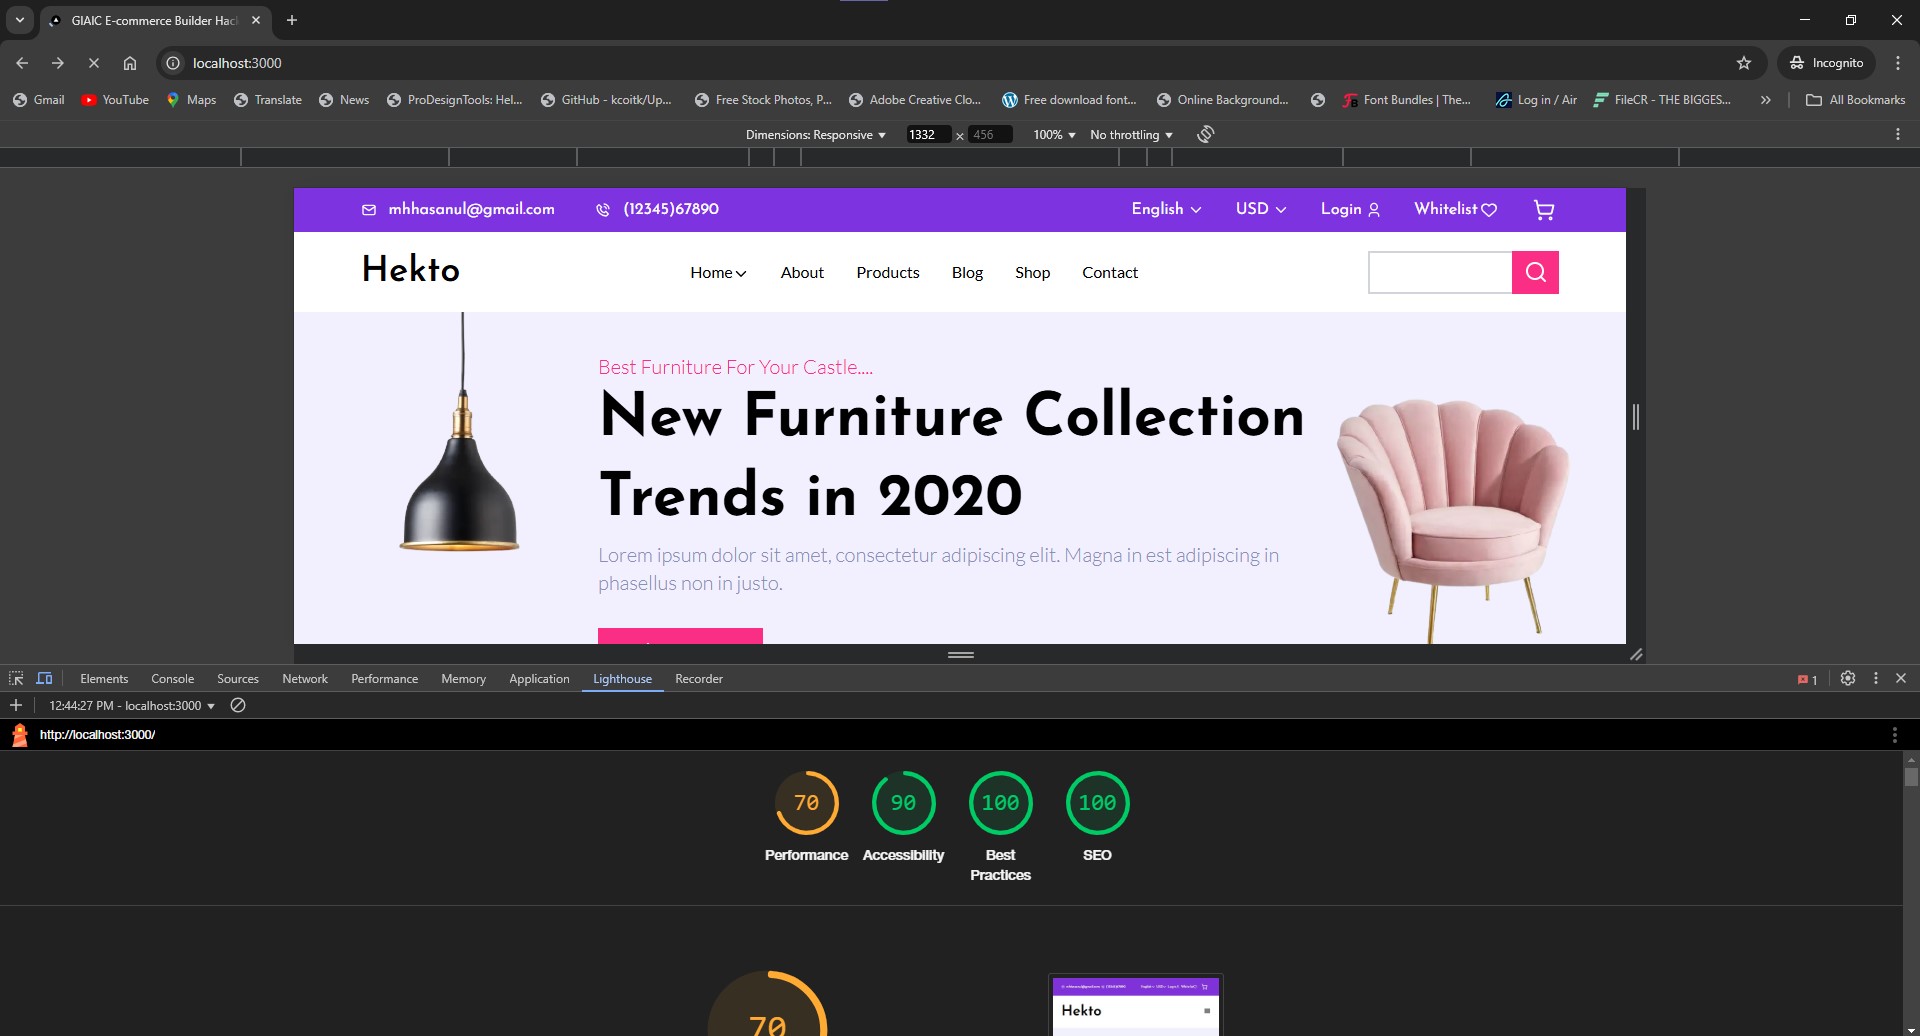 GIAIC E-commerce Builder Hac
localhost:3000
Incognito
Gmail YouTube Maps Translate News ProDesignTools: Hel... GitHub - kcoitk/Up... Free Stock Photos, P... Adobe Creative Clo... Free download font... Online Background... Font Bundles | The... Log in / Air FileCR - THE BIGGES... » All Bookmarks
Dimensions: Responsive 1332 × 456 100% No throttling
mhhasanul@gmail.com (12345)67890 English USD Login Whitelist
Hekto Home About Products Blog Shop Contact
Best Furniture For Your Castle....
New Furniture Collection
Trends in 2020
Lorem ipsum dolor sit amet, consectetur adipiscing elit. Magna in est adipiscing in
phasellus non in justo.
Elements Console Sources Network Performance Memory Application Lighthouse Recorder 1
12:44:27 PM - localhost:3000
http://localhost:3000/
70 90 100 100
Performance Accessibility Best Practices SEO
70
Hekto